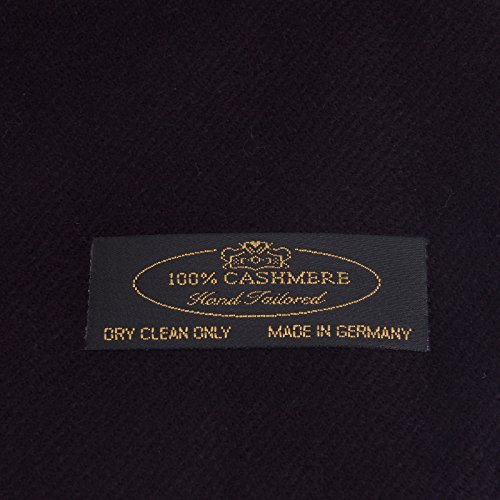 100% CASHMERE
Hand Tailored
DRY CLEAN ONLY MADE IN GERMANY